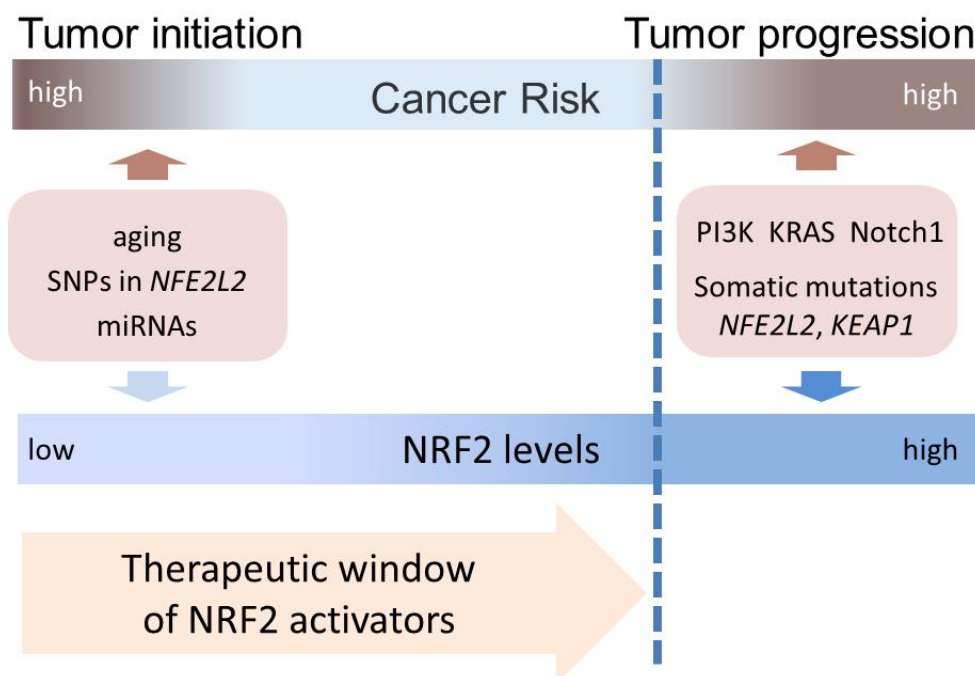 Tumor initiation
Tumor progression
high
Cancer Risk
high
aging
SNPs in NFE2L2
miRNAs
PI3K KRAS Notch1
Somatic mutations
NFE2L2, KEAP1
low
NRF2 levels
high
Therapeutic window
of NRF2 activators